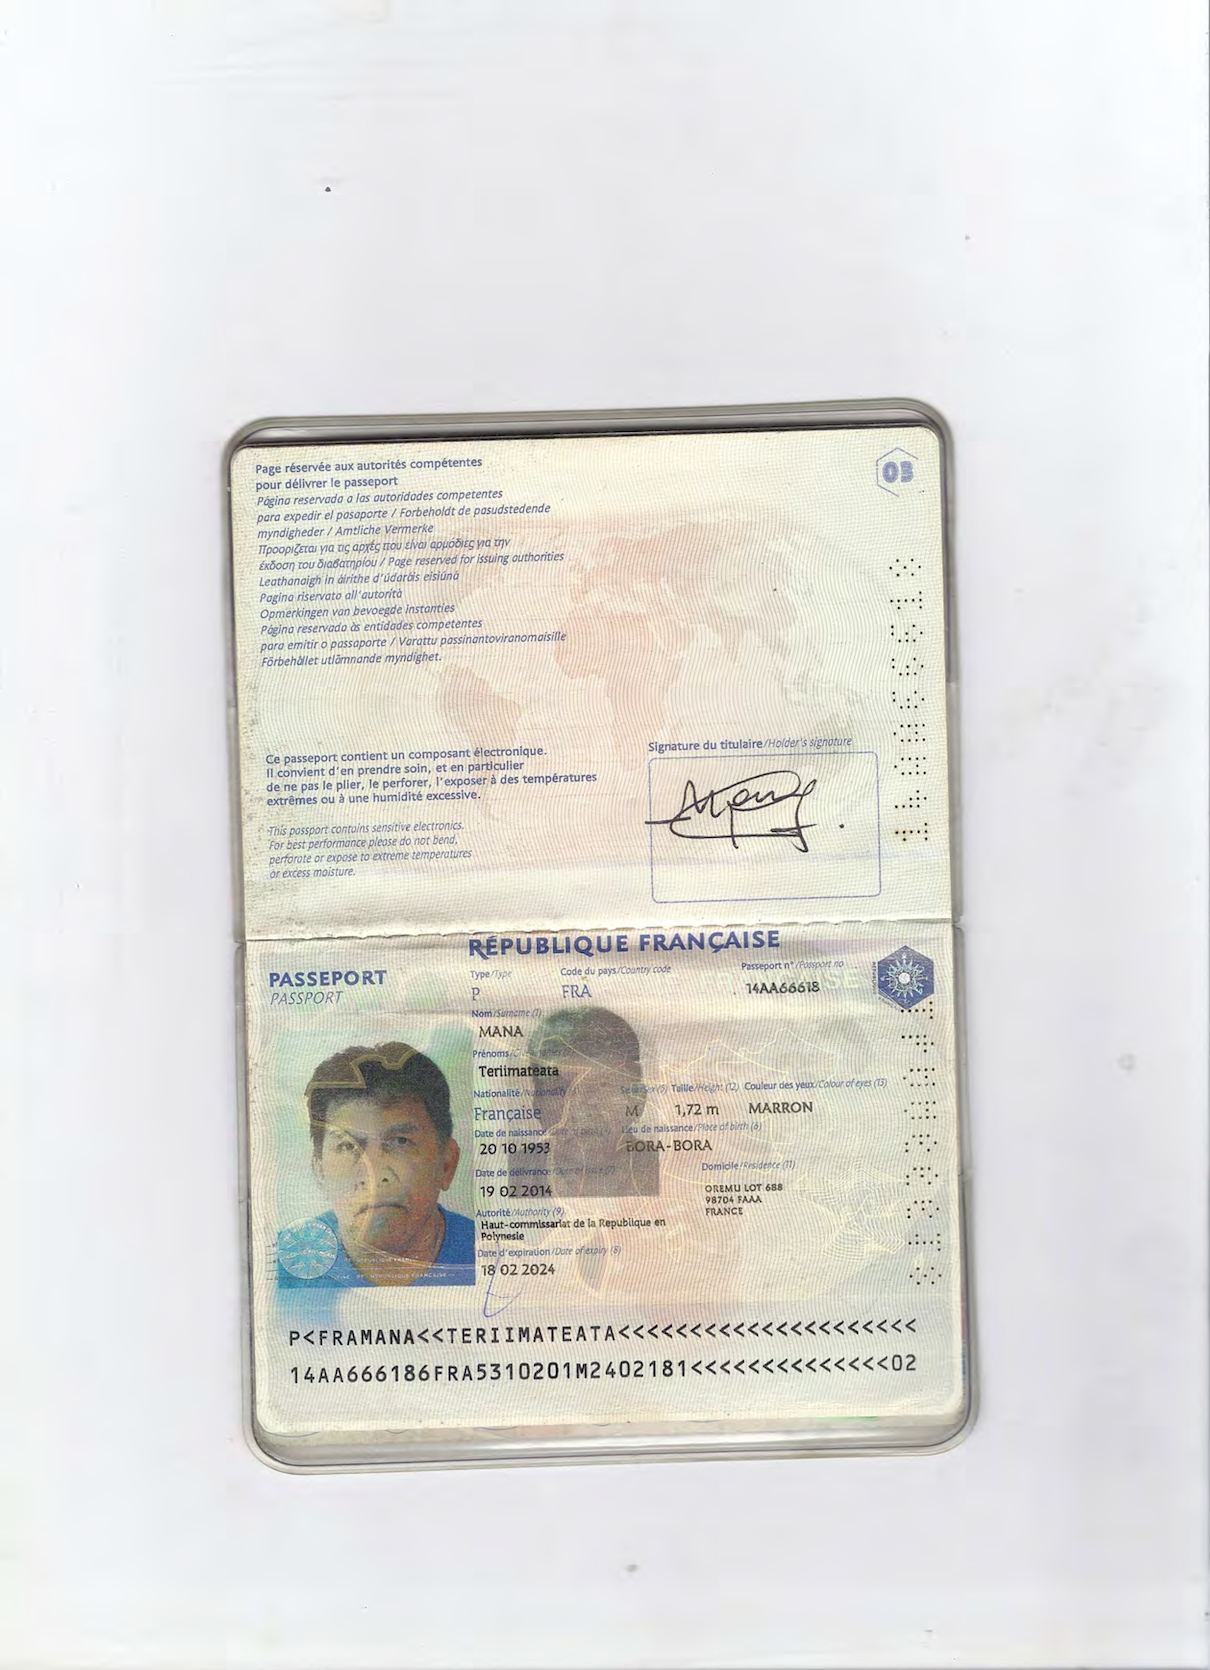 03
Page réservée aux autorités compétentes
pour délivrer le passeport
Página reservada a las autoridades competentes
para expedir el pasaporte / Forbeholdt de pasudstedende
myndigheder / Amtliche Vermerke
Προορίζεται για τις αρχές που είναι αρμόδιες για την
έκδοση του διαβατηρίου / Page reserved for issuing authorities
Leathanaigh in áirithe d'údaráis eisiúna
Pagina riservata all'autorità
Opmerkingen van bevoegde instanties
Página reservada às entidades competentes
para emitir o passaporte / Varattu passinantoviranomaisille
Förbehållet utlämnande myndighet.
Ce passeport contient un composant électronique.
Il convient d'en prendre soin, et en particulier
de ne pas le plier, le perforer, l'exposer à des températures
extrêmes ou à une humidité excessive.
This passport contains sensitive electronics.
For best performance please do not bend,
perforate or expose to extreme temperatures
or excess moisture.
Signature du titulaire/Holder's signature
14AA66618
RÉPUBLIQUE FRANÇAISE
PASSEPORT
PASSPORT
Type/Type Code du pays/Country code Passeport n°/Passport no
P FRA 14AA66618
Nom/Surname (1)
MANA
Prénoms
Teriimateata
Nationalité
Sexe/Sex (5) Taille/Height (12) Couleur des yeux/Colour of eyes (13)
Française M 1,72 m MARRON
Date de naissance Lieu de naissance/Place of birth (6)
20 10 1953 BORA-BORA
Date de délivrance Domicile/Residence (11)
19 02 2014 OREMU LOT 688
98704 FAAA
FRANCE
Autorité/Authority (9)
Haut-commissariat de la Republique en
Polynesie
Date d'expiration/Date of expiry (8)
18 02 2024
P<FRAMANA<<TERIIMATEATA<<<<<<<<<<<<<<<<<<<<<
14AA666186FRA5310201M2402181<<<<<<<<<<<<<<02